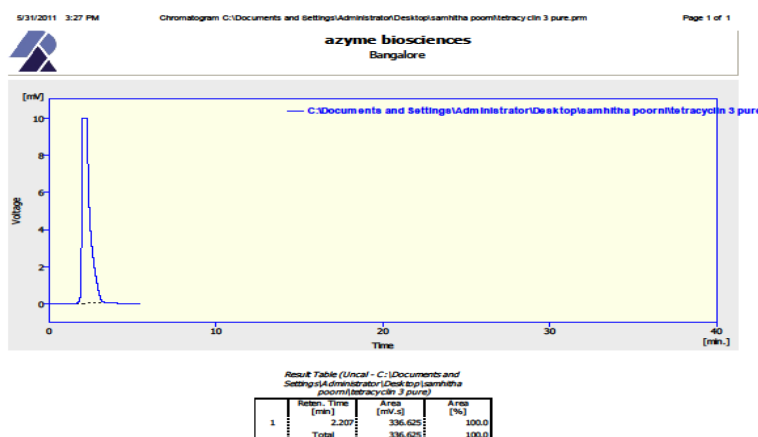 5/31/2011 3:27 PM Chromatogram C:\Documents and Settings\Administrator\Desktop\samhitha poorni\tetracyclin 3 pure.prm Page 1 of 1
azyme biosciences
Bangalore
[mV]
C:\Documents and Settings\Administrator\Desktop\samhitha poorni\tetracyclin 3 pure
10
8
6
4
2
0
Voltage
0 10 20 30 40
Time [min.]
Result Table (Uncal - C:\Documents and
Settings\Administrator\Desktop\samhitha
poorni\tetracyclin 3 pure)
Reten. Time [min] Area [mV.s] Area [%]
1 2.207 336.625 100.0
Total 336.625 100.0